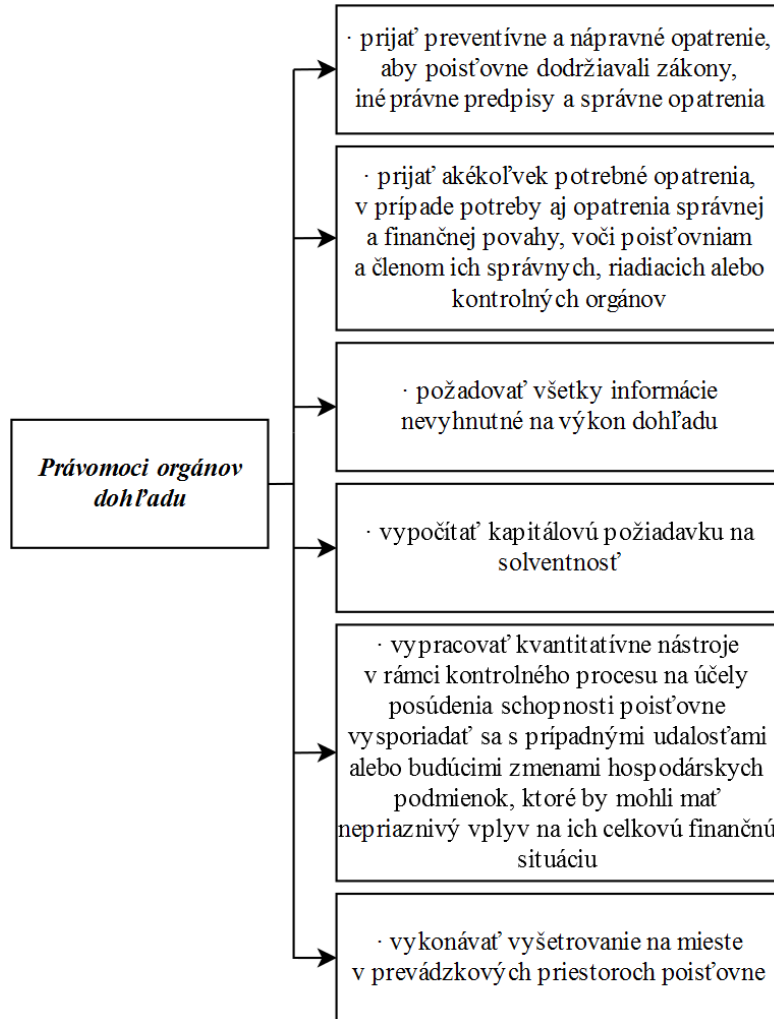 · prijať preventívne a nápravné opatrenie,
aby poisťovne dodržiavali zákony,
iné právne predpisy a správne opatrenia
· prijať akékoľvek potrebné opatrenia,
v prípade potreby aj opatrenia správnej
a finančnej povahy, voči poisťovniam
a členom ich správnych, riadiacich alebo
kontrolných orgánov
· požadovať všetky informácie
nevyhnutné na výkon dohľadu
Právomoci orgánov
dohľadu
· vypočítať kapitálovú požiadavku na
solventnosť
· vypracovať kvantitatívne nástroje
v rámci kontrolného procesu na účely
posúdenia schopnosti poisťovne
vysporiadať sa s prípadnými udalosťami
alebo budúcimi zmenami hospodárskych
podmienok, ktoré by mohli mať
nepriaznivý vplyv na ich celkovú finančnú
situáciu
· vykonávať vyšetrovanie na mieste
v prevádzkových priestoroch poisťovne